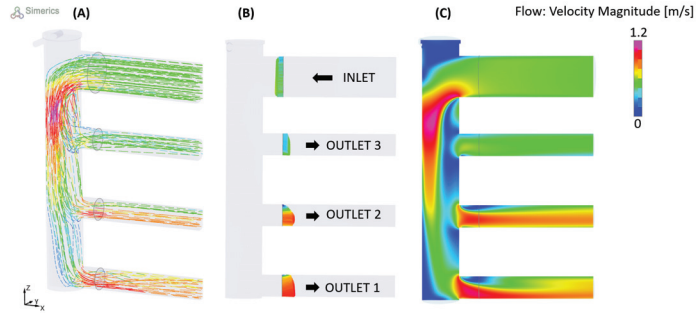 Simerics
(A)
(B)
(C)
Flow: Velocity Magnitude [m/s]
1.2
0
INLET
OUTLET 3
OUTLET 2
OUTLET 1
Z
Y
X